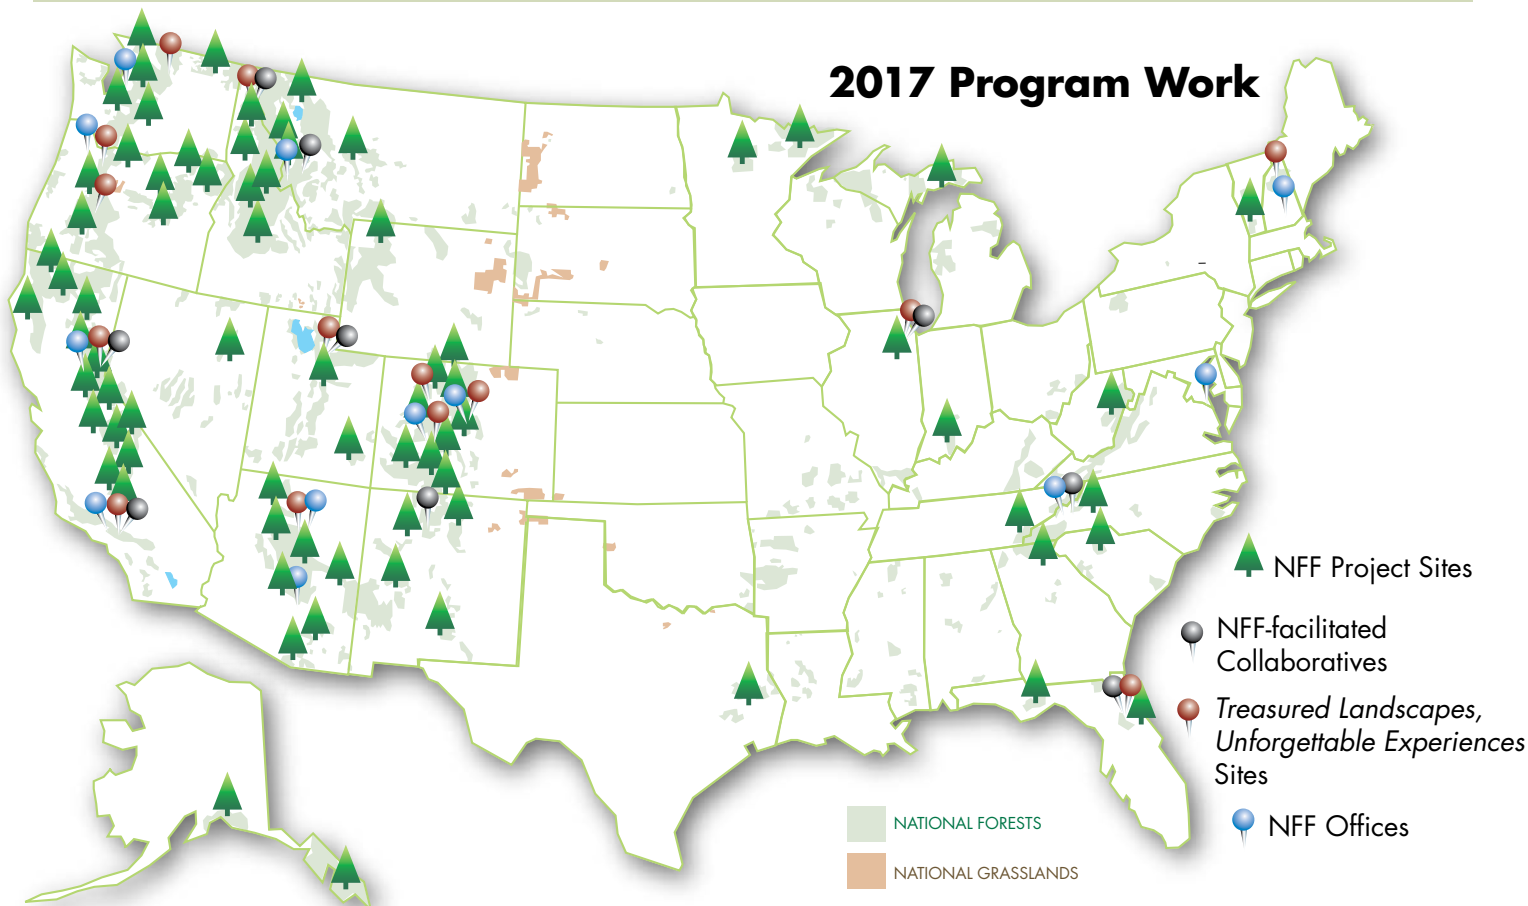 2017 Program Work
NFF Project Sites
NFF-facilitated
Collaboratives
Treasured Landscapes,
Unforgettable Experiences
Sites
NFF Offices
NATIONAL FORESTS
NATIONAL GRASSLANDS